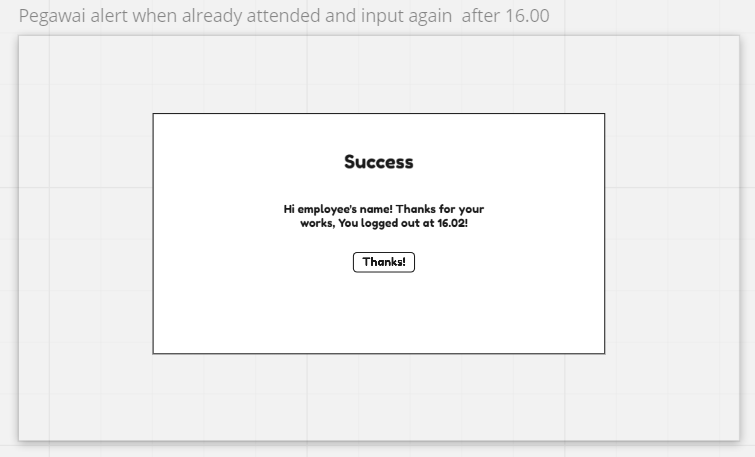 Pegawai alert when already attended and input again  after 16.00
Success
Hi employee's name! Thanks for your
works, You logged out at 16.02!
Thanks!